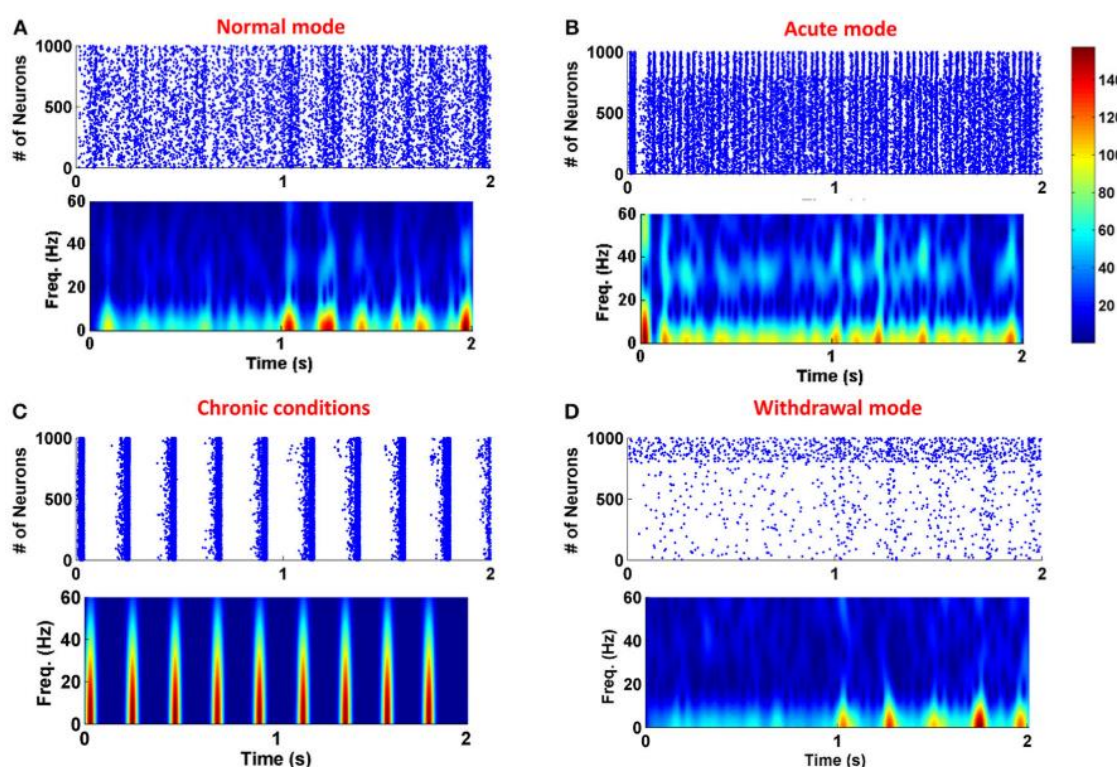 A
Normal mode
# of Neurons
1000
500
0
0 1 2
Freq. (Hz)
60
40
20
0
0 1 2
Time (s)
B
Acute mode
# of Neurons
1000
500
0
0 1 2
Freq. (Hz)
60
40
20
0
0 1 2
Time (s)
140
120
100
80
60
40
20
C
Chronic conditions
# of Neurons
1000
500
0
0 1 2
Freq. (Hz)
60
40
20
0
0 1 2
Time (s)
D
Withdrawal mode
# of Neurons
1000
500
0
0 1 2
Freq. (Hz)
60
40
20
0
0 1 2
Time (s)